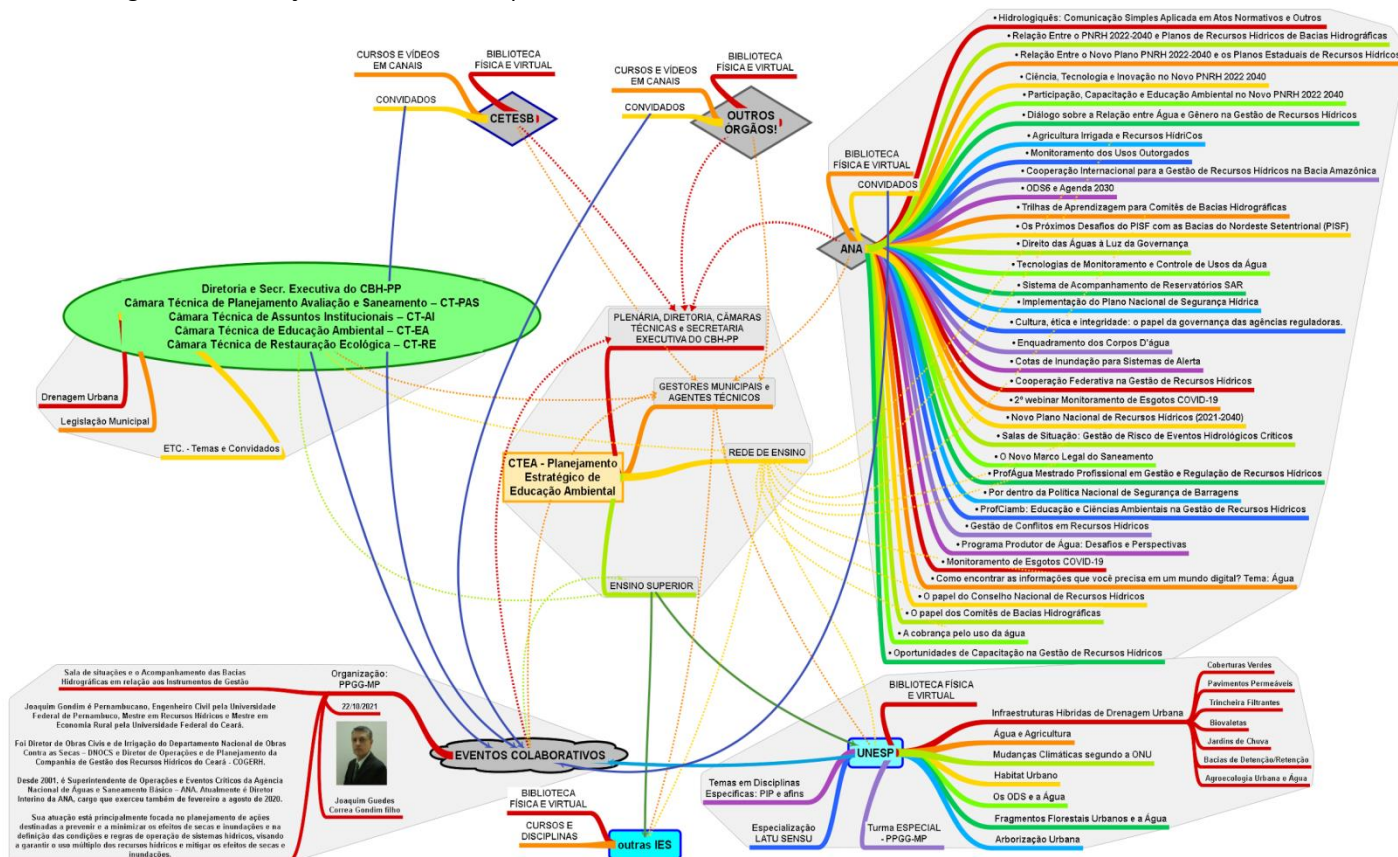 CURSOS E VÍDEOS
EM CANAIS
BIBLIOTECA
FÍSICA E VIRTUAL
CONVIDADOS
CETESB
CURSOS E VÍDEOS
EM CANAIS
BIBLIOTECA
FÍSICA E VIRTUAL
CONVIDADOS
OUTROS
ÓRGÃOS!
BIBLIOTECA
FÍSICA E VIRTUAL
CONVIDADOS
ANA
• Hidrologiquês: Comunicação Simples Aplicada em Atos Normativos e Outros
• Relação Entre o PNRH 2022-2040 e Planos de Recursos Hídricos de Bacias Hidrográficas
• Relação Entre o Novo Plano PNRH 2022-2040 e os Planos Estaduais de Recursos Hídricos
• Ciência, Tecnologia e Inovação no Novo PNRH 2022 2040
• Participação, Capacitação e Educação Ambiental no Novo PNRH 2022 2040
• Diálogo sobre a Relação entre Água e Gênero na Gestão de Recursos Hídricos
• Agricultura Irrigada e Recursos HídriCos
• Monitoramento dos Usos Outorgados
• Cooperação Internacional para a Gestão de Recursos Hídricos na Bacia Amazônica
• ODS6 e Agenda 2030
• Trilhas de Aprendizagem para Comitês de Bacias Hidrográficas
• Os Próximos Desafios do PISF com as Bacias do Nordeste Setentrional (PISF)
• Direito das Águas à Luz da Governança
• Tecnologias de Monitoramento e Controle de Usos da Água
• Sistema de Acompanhamento de Reservatórios SAR
• Implementação do Plano Nacional de Segurança Hídrica
• Cultura, ética e integridade: o papel da governança das agências reguladoras.
• Enquadramento dos Corpos D'água
• Cotas de Inundação para Sistemas de Alerta
• Cooperação Federativa na Gestão de Recursos Hídricos
• 2º webinar Monitoramento de Esgotos COVID-19
• Novo Plano Nacional de Recursos Hídricos (2021-2040)
• Salas de Situação: Gestão de Risco de Eventos Hidrológicos Críticos
• O Novo Marco Legal do Saneamento
• ProfÁgua Mestrado Profissional em Gestão e Regulação de Recursos Hídricos
• Por dentro da Política Nacional de Segurança de Barragens
• ProfCiamb: Educação e Ciências Ambientais na Gestão de Recursos Hídricos
• Gestão de Conflitos em Recursos Hídricos
• Programa Produtor de Água: Desafios e Perspectivas
• Monitoramento de Esgotos COVID-19
• Como encontrar as informações que você precisa em um mundo digital? Tema: Água
• O papel do Conselho Nacional de Recursos Hídricos
• O papel dos Comitês de Bacias Hidrográficas
• A cobrança pelo uso da água
• Oportunidades de Capacitação na Gestão de Recursos Hídricos
Diretoria e Secr. Executiva do CBH-PP
Câmara Técnica de Planejamento Avaliação e Saneamento – CT-PAS
Câmara Técnica de Assuntos Institucionais – CT-AI
Câmara Técnica de Educação Ambiental – CT-EA
Câmara Técnica de Restauração Ecológica – CT-RE
Drenagem Urbana
Legislação Municipal
ETC. - Temas e Convidados
PLENÁRIA, DIRETORIA, CÂMARAS
TÉCNICAS e SECRETARIA
EXECUTIVA DO CBH-PP
GESTORES MUNICIPAIS e
AGENTES TÉCNICOS
REDE DE ENSINO
CTEA - Planejamento
Estratégico de
Educação Ambiental
ENSINO SUPERIOR
Sala de situações e o Acompanhamento das Bacias
Hidrográficas em relação aos Instrumentos de Gestão
Organização:
PPGG-MP
22/10/2021
Joaquim Gondim é Pernambucano, Engenheiro Civil pela Universidade
Federal de Pernambuco, Mestre em Recursos Hídricos e Mestre em
Economia Rural pela Universidade Federal do Ceará.
Foi Diretor de Obras Civis e de Irrigação do Departamento Nacional de Obras
Contra as Secas – DNOCS e Diretor de Operações e de Planejamento da
Companhia de Gestão dos Recursos Hídricos do Ceará - COGERH.
Desde 2001, é Superintendente de Operações e Eventos Críticos da Agência
Nacional de Águas e Saneamento Básico – ANA. Atualmente é Diretor
Interino da ANA, cargo que exerceu também de fevereiro a agosto de 2020.
Sua atuação está principalmente focada no planejamento de ações
destinadas a prevenir e a minimizar os efeitos de secas e inundações e na
definição das condições e regras de operação de sistemas hídricos, visando
a garantir o uso múltiplo dos recursos hídricos e mitigar os efeitos de secas e
inundações.
Joaquim Guedes
Correa Gondim filho
EVENTOS COLABORATIVOS
BIBLIOTECA
FÍSICA E VIRTUAL
CURSOS E
DISCIPLINAS
outras IES
BIBLIOTECA FÍSICA
E VIRTUAL
UNESP
Temas em Disciplinas
Específicas: PIP e afins
Especialização
LATU SENSU
Turma ESPECIAL
- PPGG-MP
Infraestruturas Híbridas de Drenagem Urbana
Água e Agricultura
Mudanças Climáticas segundo a ONU
Habitat Urbano
Os ODS e a Água
Fragmentos Florestais Urbanos e a Água
Arborização Urbana
Coberturas Verdes
Pavimentos Permeáveis
Trincheira Filtrantes
Biovaletas
Jardins de Chuva
Bacias de Detenção/Retenção
Agroecologia Urbana e Água